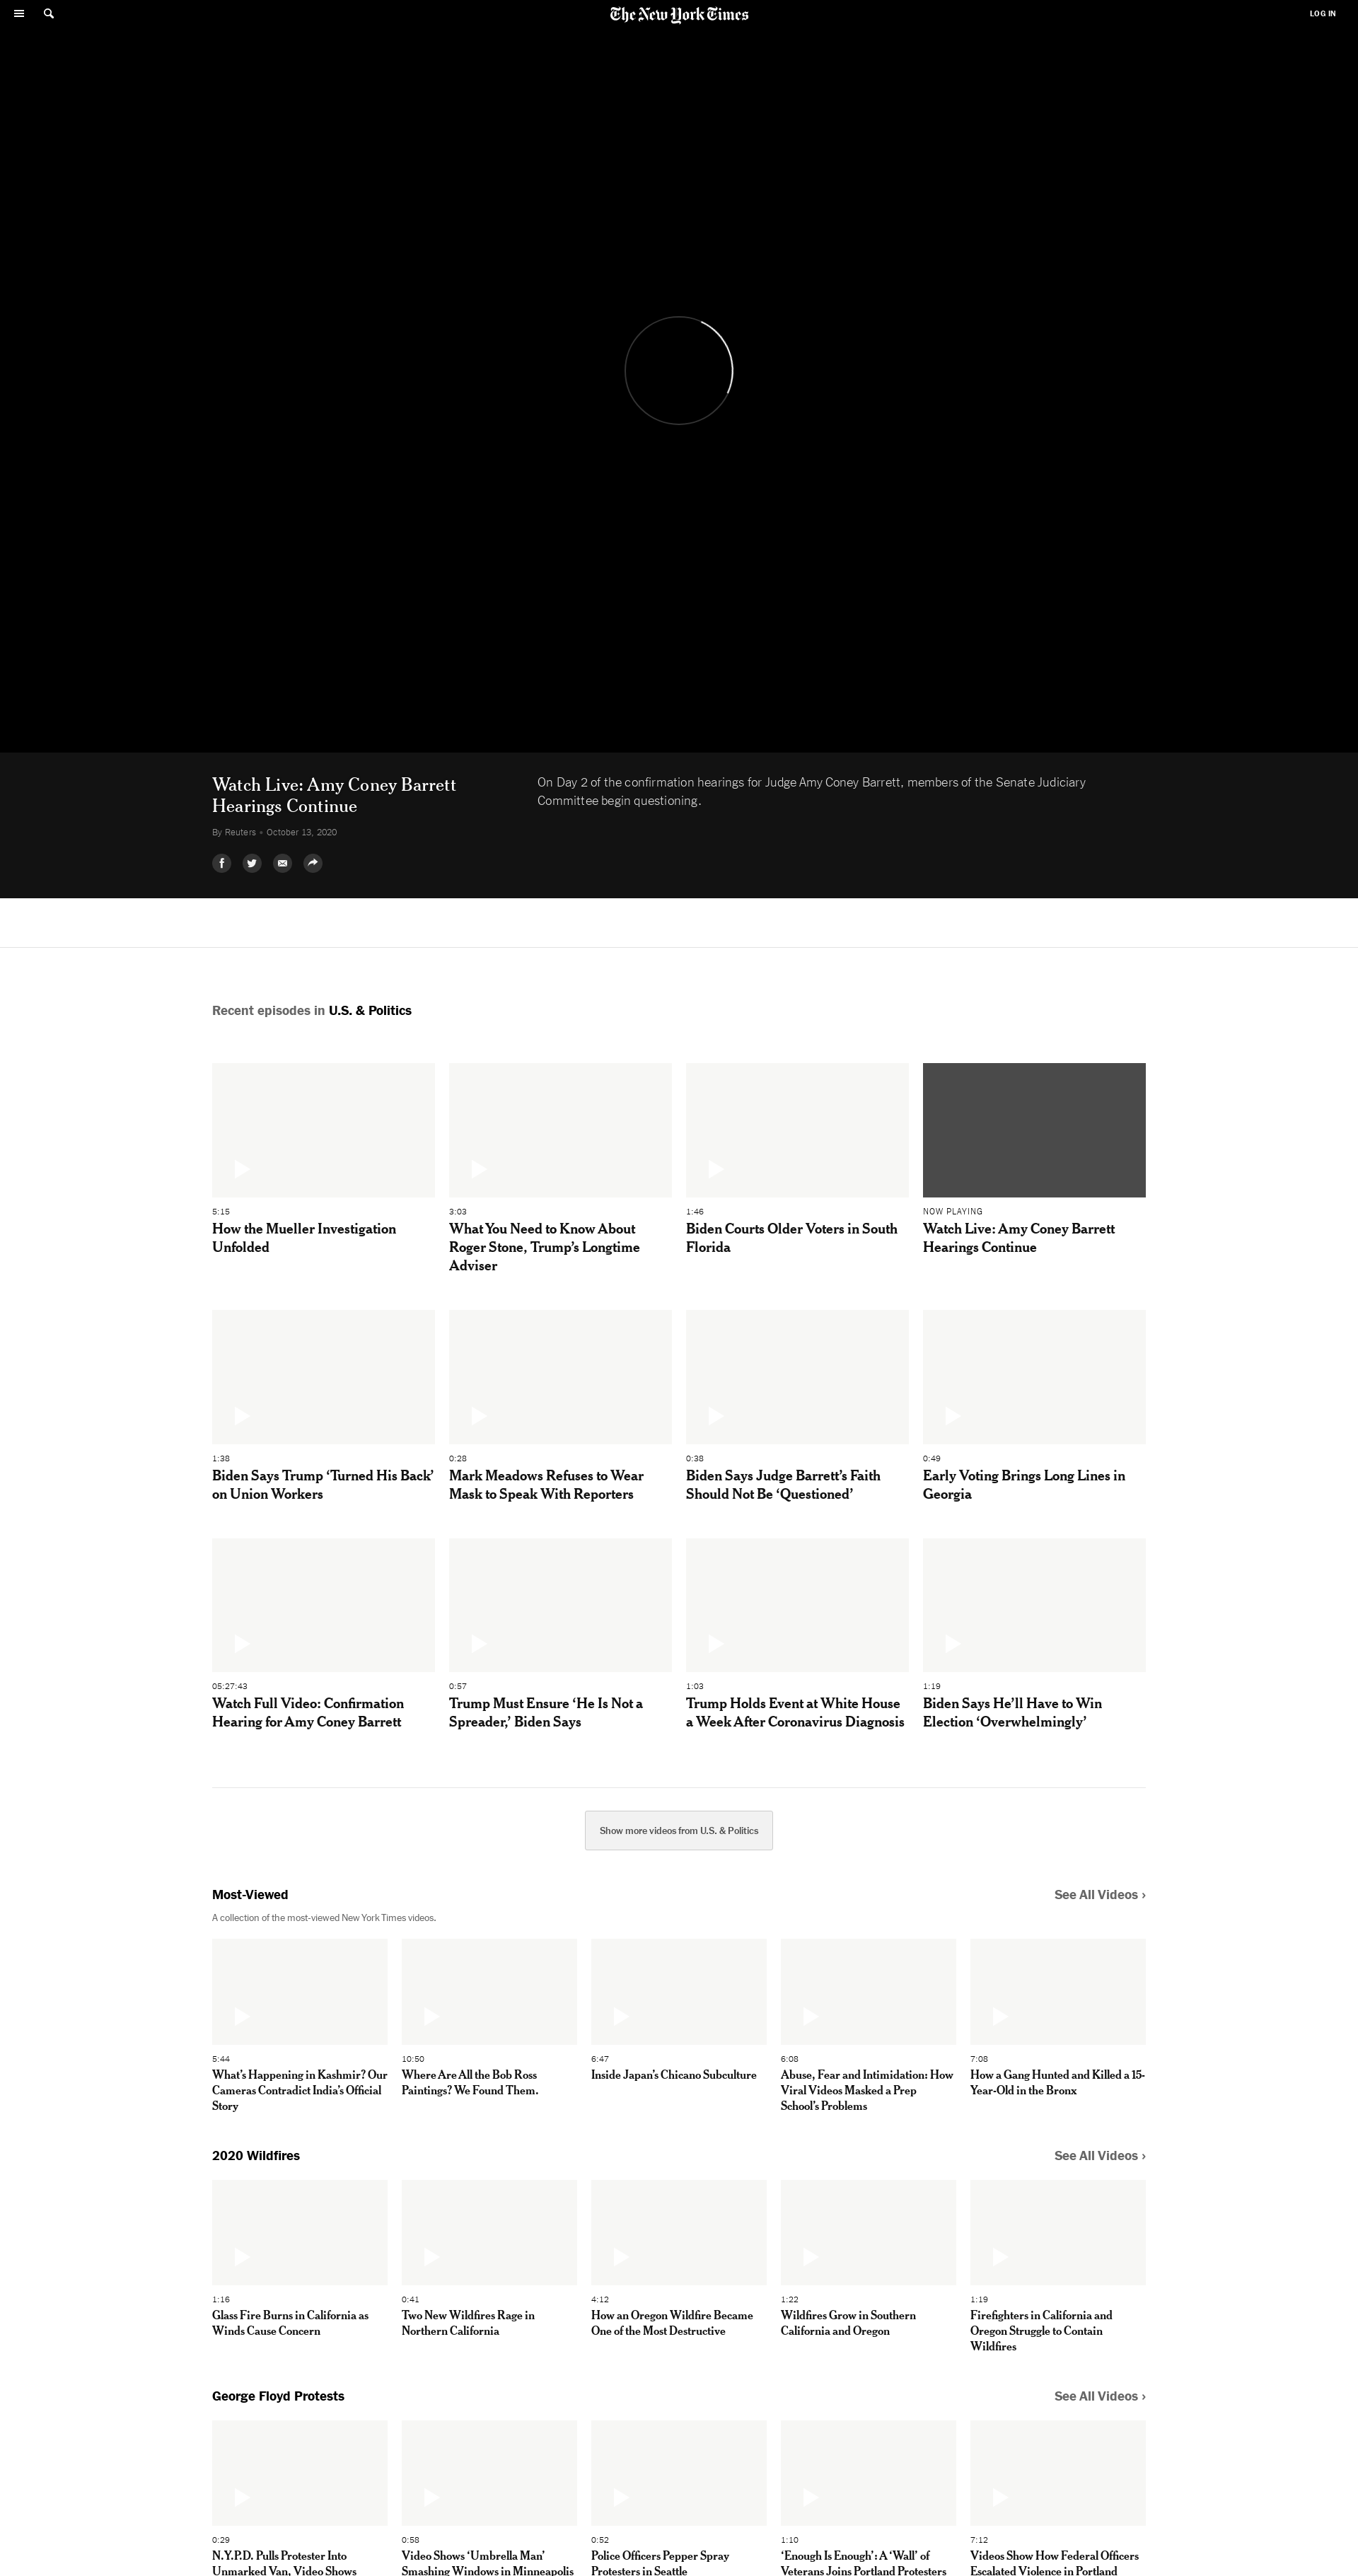 The New York Times
LOG IN
Watch Live: Amy Coney Barrett
Hearings Continue
By Reuters • October 13, 2020
On Day 2 of the confirmation hearings for Judge Amy Coney Barrett, members of the Senate Judiciary
Committee begin questioning.
Recent episodes in U.S. & Politics
5:15
How the Mueller Investigation
Unfolded
3:03
What You Need to Know About
Roger Stone, Trump’s Longtime
Adviser
1:46
Biden Courts Older Voters in South
Florida
NOW PLAYING
Watch Live: Amy Coney Barrett
Hearings Continue
1:38
Biden Says Trump ‘Turned His Back’
on Union Workers
0:28
Mark Meadows Refuses to Wear
Mask to Speak With Reporters
0:38
Biden Says Judge Barrett’s Faith
Should Not Be ‘Questioned’
0:49
Early Voting Brings Long Lines in
Georgia
05:27:43
Watch Full Video: Confirmation
Hearing for Amy Coney Barrett
0:57
Trump Must Ensure ‘He Is Not a
Spreader,’ Biden Says
1:03
Trump Holds Event at White House
a Week After Coronavirus Diagnosis
1:19
Biden Says He’ll Have to Win
Election ‘Overwhelmingly’
Show more videos from U.S. & Politics
Most-Viewed
See All Videos ›
A collection of the most-viewed New York Times videos.
5:44
What’s Happening in Kashmir? Our
Cameras Contradict India’s Official
Story
10:50
Where Are All the Bob Ross
Paintings? We Found Them.
6:47
Inside Japan’s Chicano Subculture
6:08
Abuse, Fear and Intimidation: How
Viral Videos Masked a Prep
School’s Problems
7:08
How a Gang Hunted and Killed a 15-
Year-Old in the Bronx
2020 Wildfires
See All Videos ›
1:16
Glass Fire Burns in California as
Winds Cause Concern
0:41
Two New Wildfires Rage in
Northern California
4:12
How an Oregon Wildfire Became
One of the Most Destructive
1:22
Wildfires Grow in Southern
California and Oregon
1:19
Firefighters in California and
Oregon Struggle to Contain
Wildfires
George Floyd Protests
See All Videos ›
0:29
N.Y.P.D. Pulls Protester Into
Unmarked Van, Video Shows
0:58
Video Shows ‘Umbrella Man’
Smashing Windows in Minneapolis
0:52
Police Officers Pepper Spray
Protesters in Seattle
1:10
‘Enough Is Enough’: A ‘Wall’ of
Veterans Joins Portland Protesters
7:12
Videos Show How Federal Officers
Escalated Violence in Portland